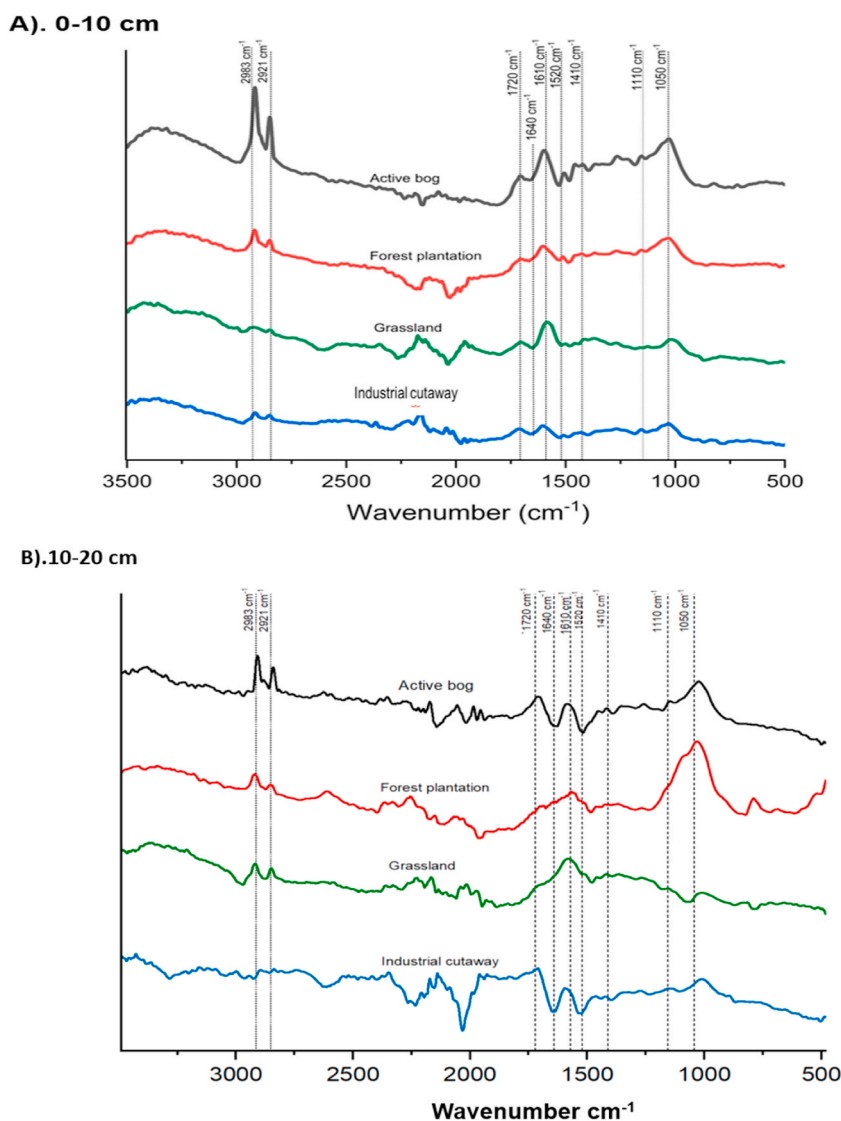 A). 0-10 cm
2983 cm⁻¹
2921 cm⁻¹
1720 cm⁻¹
1640 cm⁻¹
1610 cm⁻¹
1520 cm⁻¹
1410 cm⁻¹
1110 cm⁻¹
1050 cm⁻¹
Active bog
Forest plantation
Grassland
Industrial cutaway
3500 3000 2500 2000 1500 1000 500
Wavenumber (cm⁻¹)
B).10-20 cm
2983 cm⁻¹
2921 cm⁻¹
1720 cm⁻¹
1640 cm⁻¹
1610 cm⁻¹
1520 cm⁻¹
1410 cm⁻¹
1110 cm⁻¹
1050 cm⁻¹
Active bog
Forest plantation
Grassland
Industrial cutaway
3000 2500 2000 1500 1000 500
Wavenumber cm⁻¹